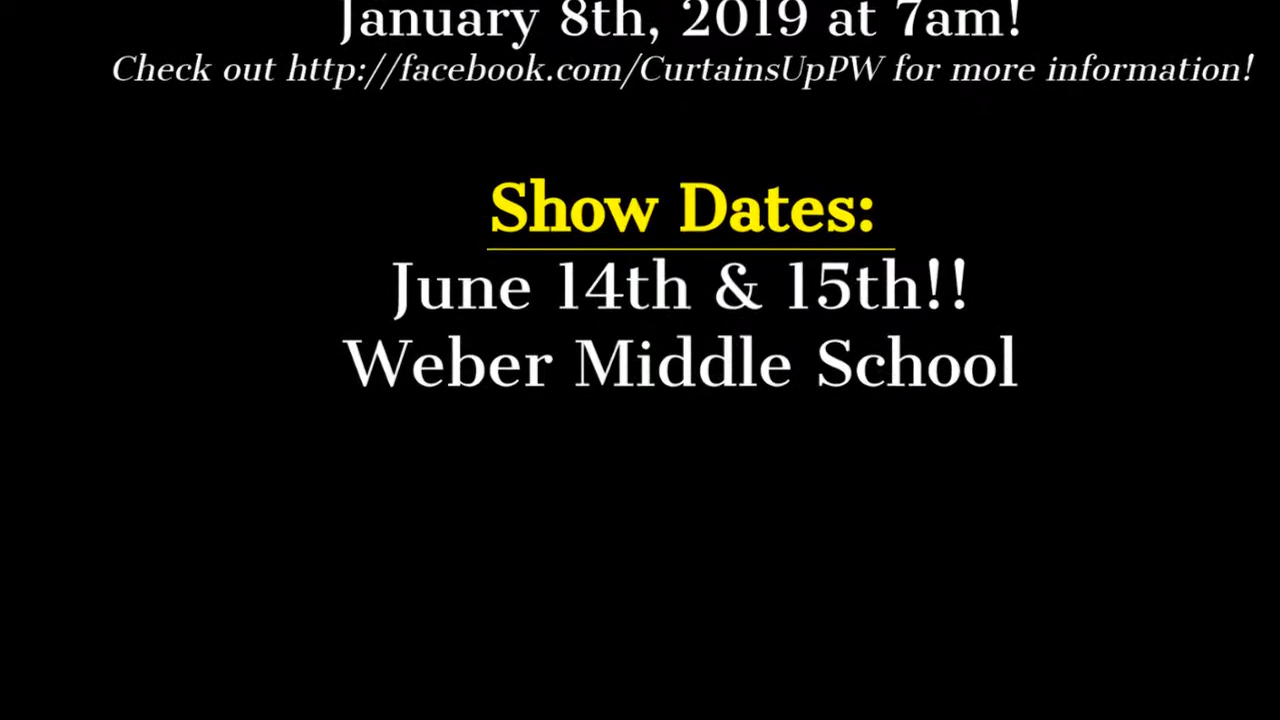 January 8th, 2019 at 7am!
Check out http://facebook.com/CurtainsUpPW for more information!
Show Dates:
June 14th & 15th!!
Weber Middle School